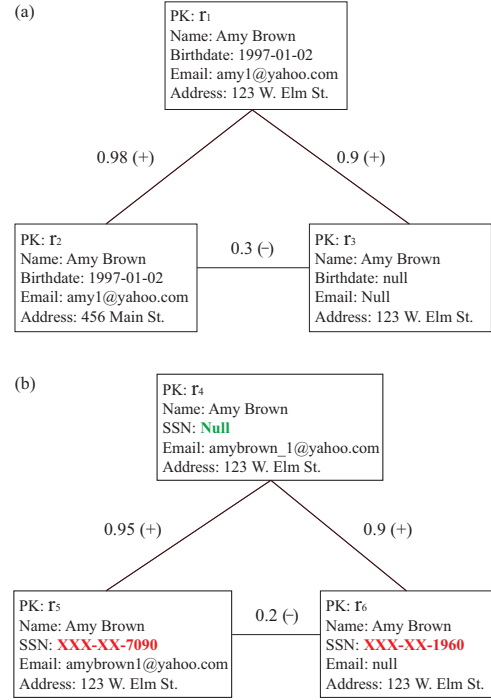 (a)
PK: r1
Name: Amy Brown
Birthdate: 1997-01-02
Email: amy1@yahoo.com
Address: 123 W. Elm St.
0.98 (+)
0.9 (+)
PK: r2
Name: Amy Brown
Birthdate: 1997-01-02
Email: amy1@yahoo.com
Address: 456 Main St.
0.3 (−)
PK: r3
Name: Amy Brown
Birthdate: null
Email: Null
Address: 123 W. Elm St.
(b)
PK: r4
Name: Amy Brown
SSN: Null
Email: amybrown_1@yahoo.com
Address: 123 W. Elm St.
0.95 (+)
0.9 (+)
PK: r5
Name: Amy Brown
SSN: XXX-XX-7090
Email: amybrown1@yahoo.com
Address: 123 W. Elm St.
0.2 (−)
PK: r6
Name: Amy Brown
SSN: XXX-XX-1960
Email: null
Address: 123 W. Elm St.